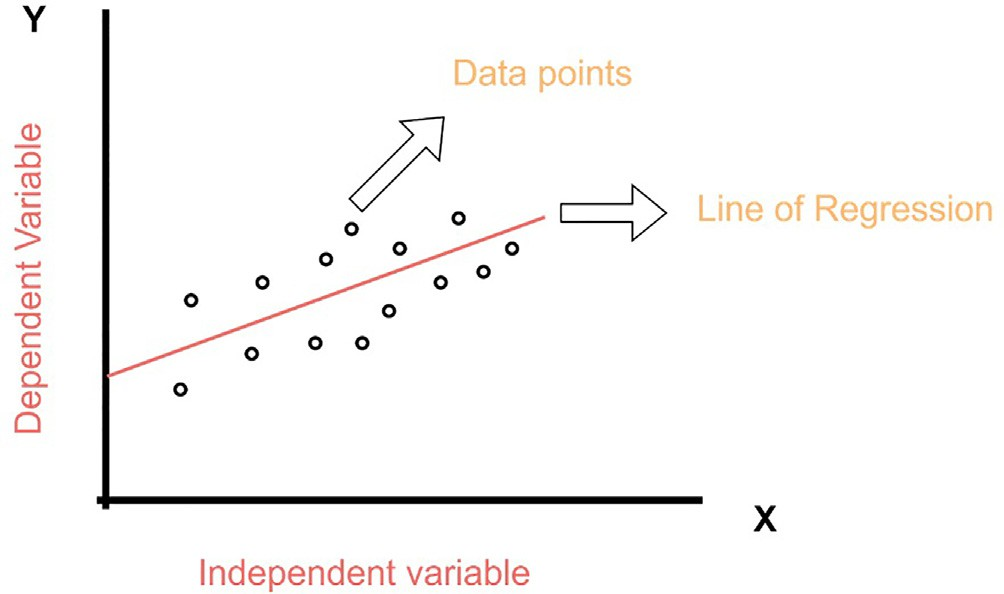 Y
Data points
Line of Regression
Dependent Variable
X
Independent variable